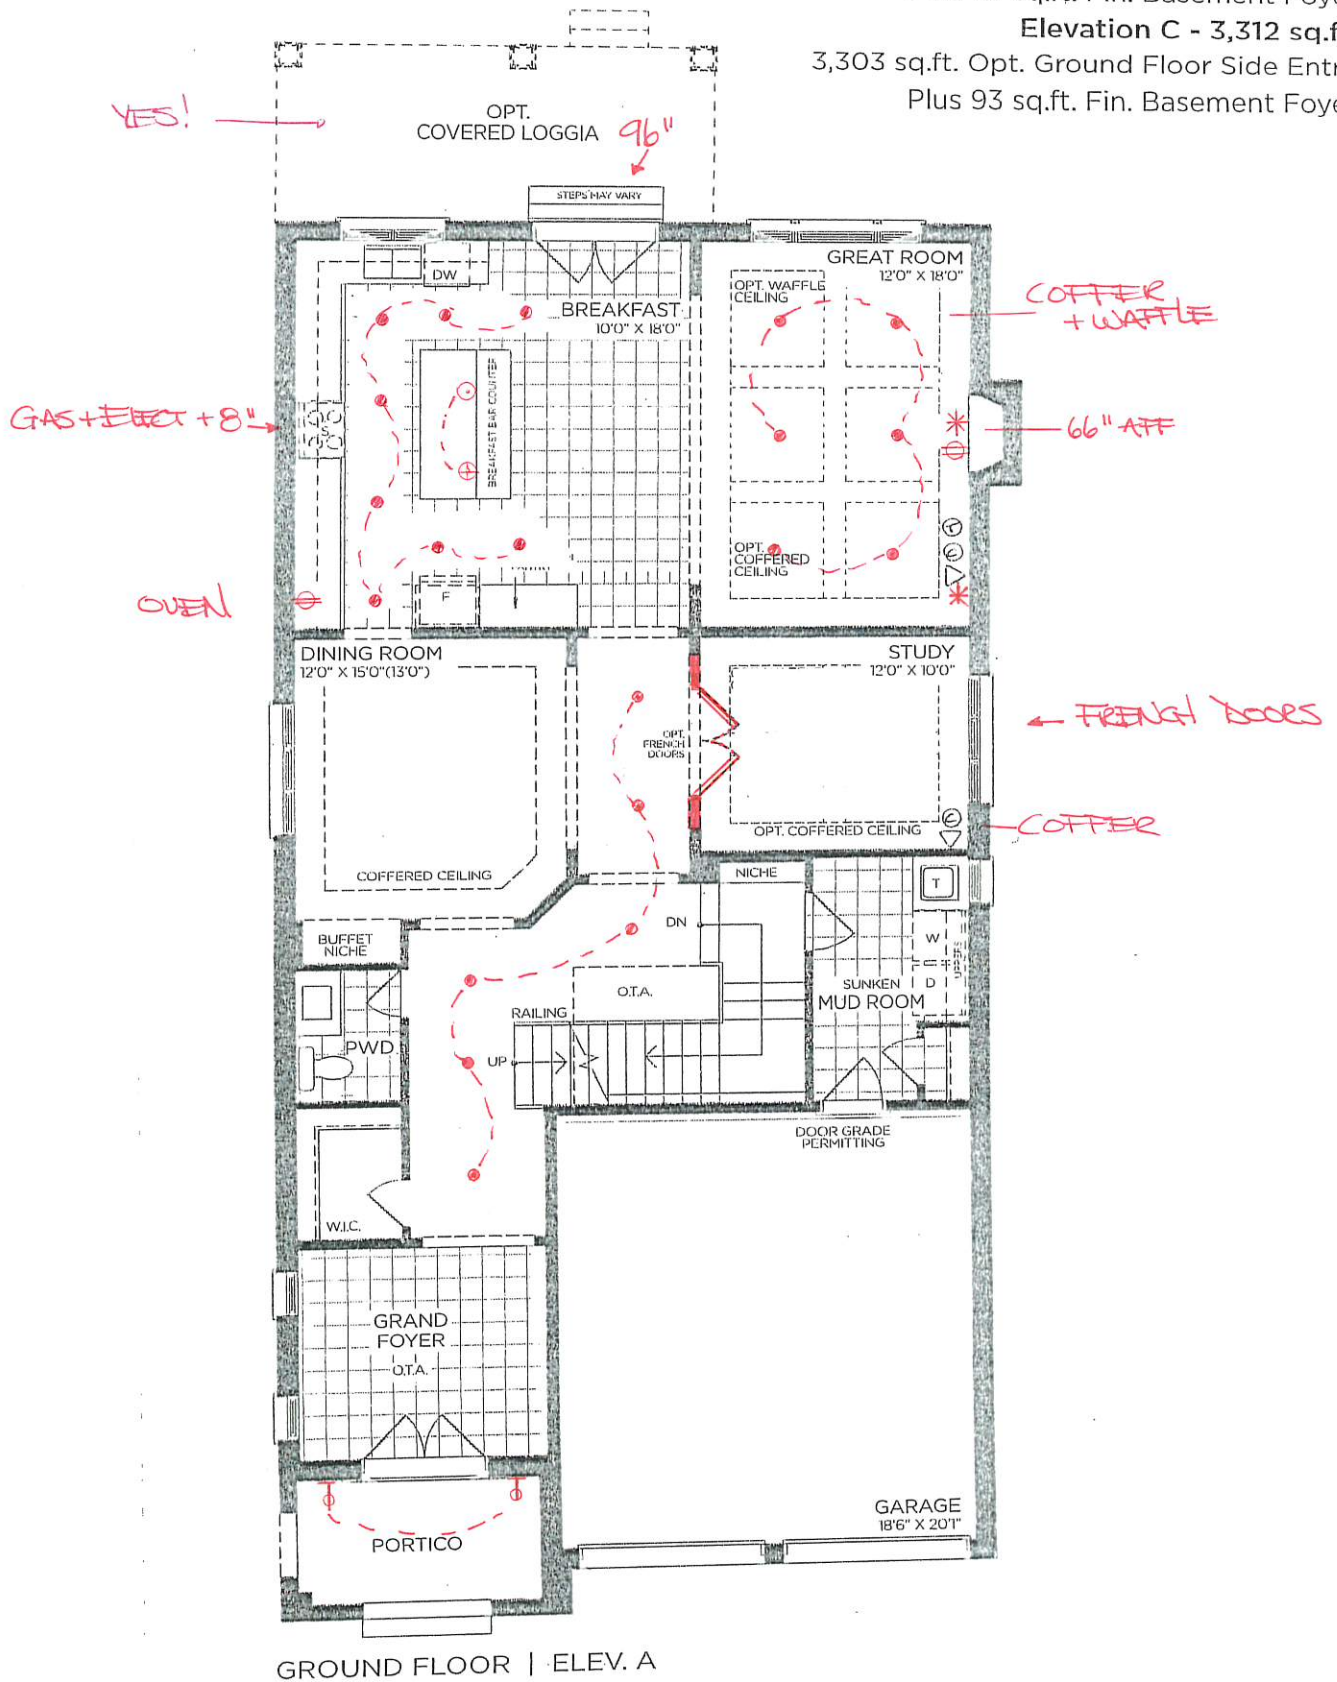 Elevation C - 3,312 sq.f
3,303 sq.ft. Opt. Ground Floor Side Entr
Plus 93 sq.ft. Fin. Basement Foye
YES!
OPT.
COVERED LOGGIA
96"
STEPS MAY VARY
DW
BREAKFAST
10'0" X 18'0"
GREAT ROOM
12'0" X 18'0"
OPT. WAFFLE
CEILING
COFFER
+ WAFFLE
BREAKFAST BAR COUNTER
GAS + ELECT + 8"
66" AFF
OPT.
COFFERED
CEILING
OVEN
F
DINING ROOM
12'0" X 15'0"(13'0")
STUDY
12'0" X 10'0"
OPT.
FRENCH
DOORS
FRENCH DOORS
OPT. COFFERED CEILING
COFFER
COFFERED CEILING
NICHE
T
DN
BUFFET
NICHE
W
UPPERS
D
SUNKEN
MUD ROOM
O.T.A.
RAILING
PWD
UP
DOOR GRADE
PERMITTING
W.I.C.
GRAND
FOYER
O.T.A.
GARAGE
18'6" X 20'1"
PORTICO
GROUND FLOOR | ELEV. A